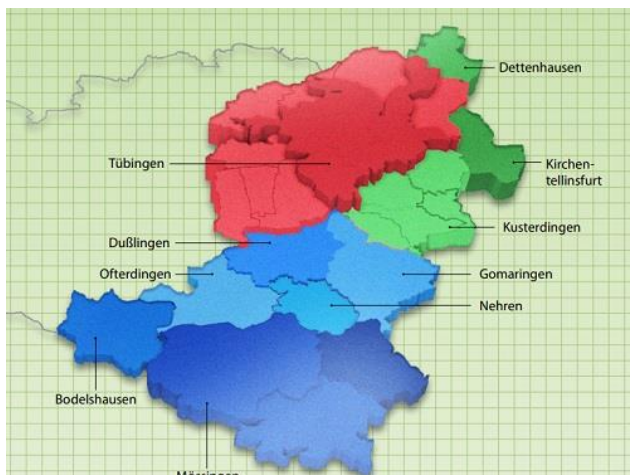 Dettenhausen
Tübingen
Kirchen-
tellinsfurt
Kusterdingen
Dußlingen
Ofterdingen
Gomaringen
Nehren
Bodelshausen